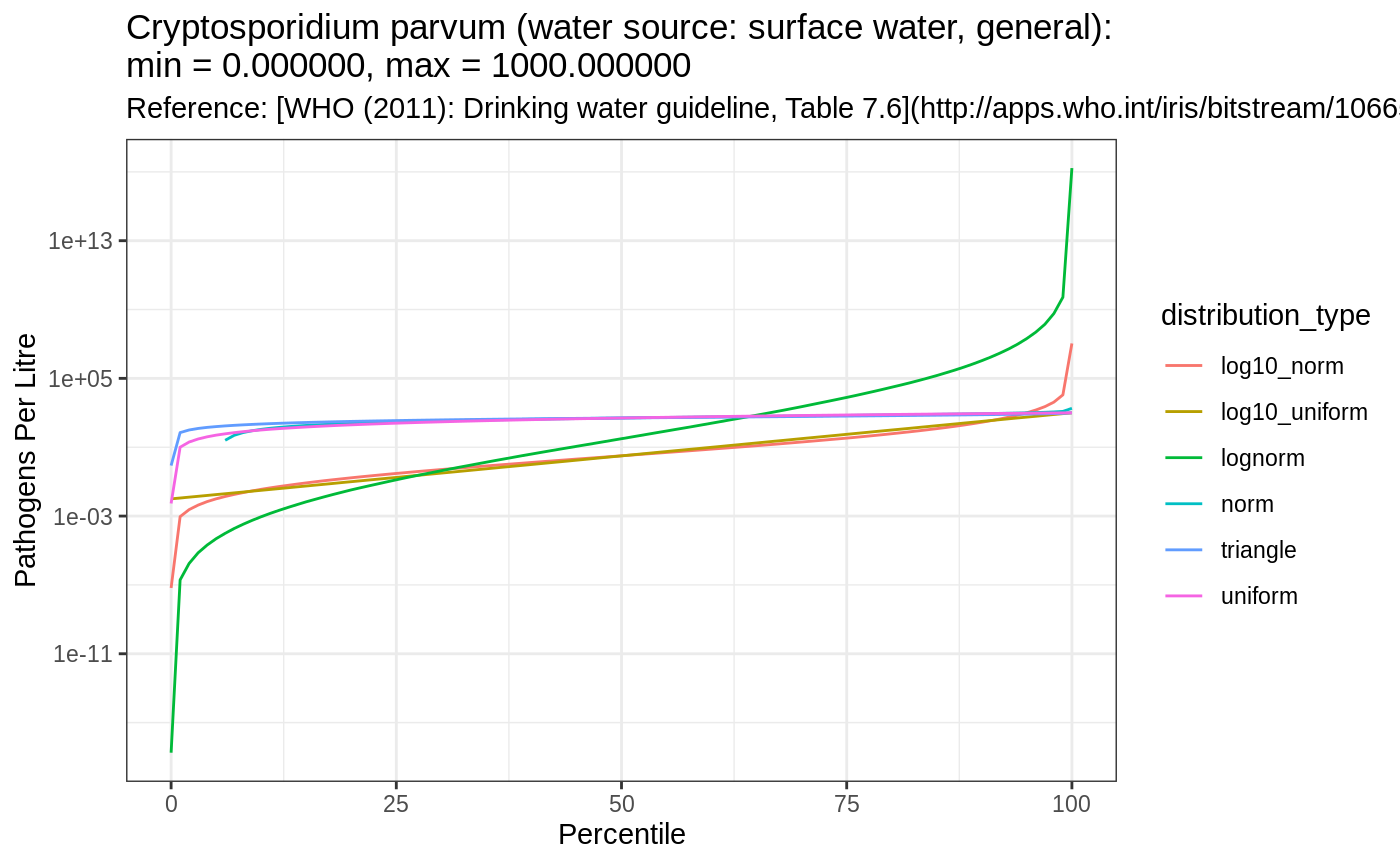 Cryptosporidium parvum (water source: surface water, general):
min = 0.000000, max = 1000.000000
Reference: [WHO (2011): Drinking water guideline, Table 7.6](http://apps.who.int/iris/bitstream/1066
Pathogens Per Litre
1e+13
1e+05
1e-03
1e-11
0
25
50
75
100
Percentile
distribution_type
log10_norm
log10_uniform
lognorm
norm
triangle
uniform